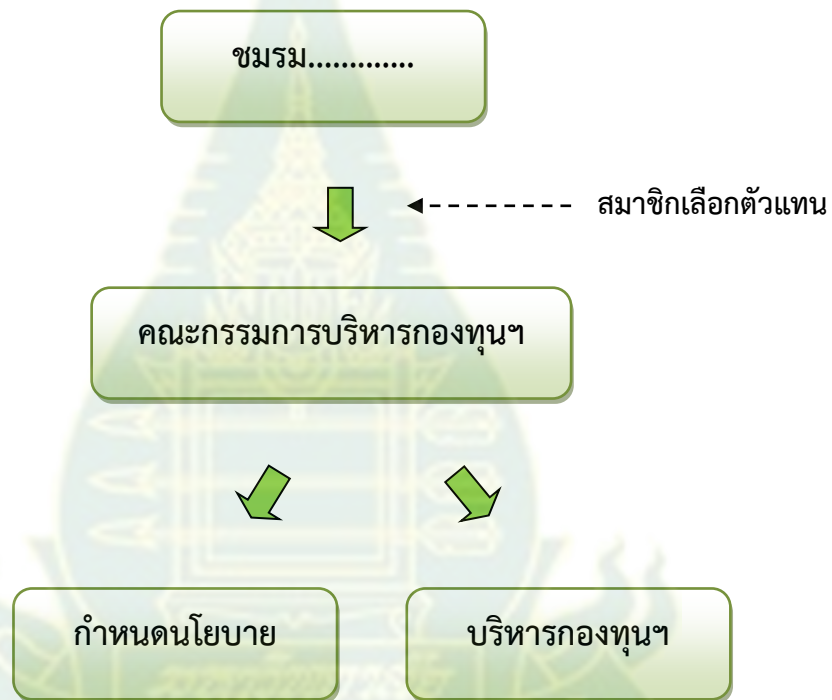 ชมรม.............
สมาชิกเลือกตัวแทน
คณะกรรมการบริหารกองทุนฯ
กำหนดนโยบาย
บริหารกองทุนฯ